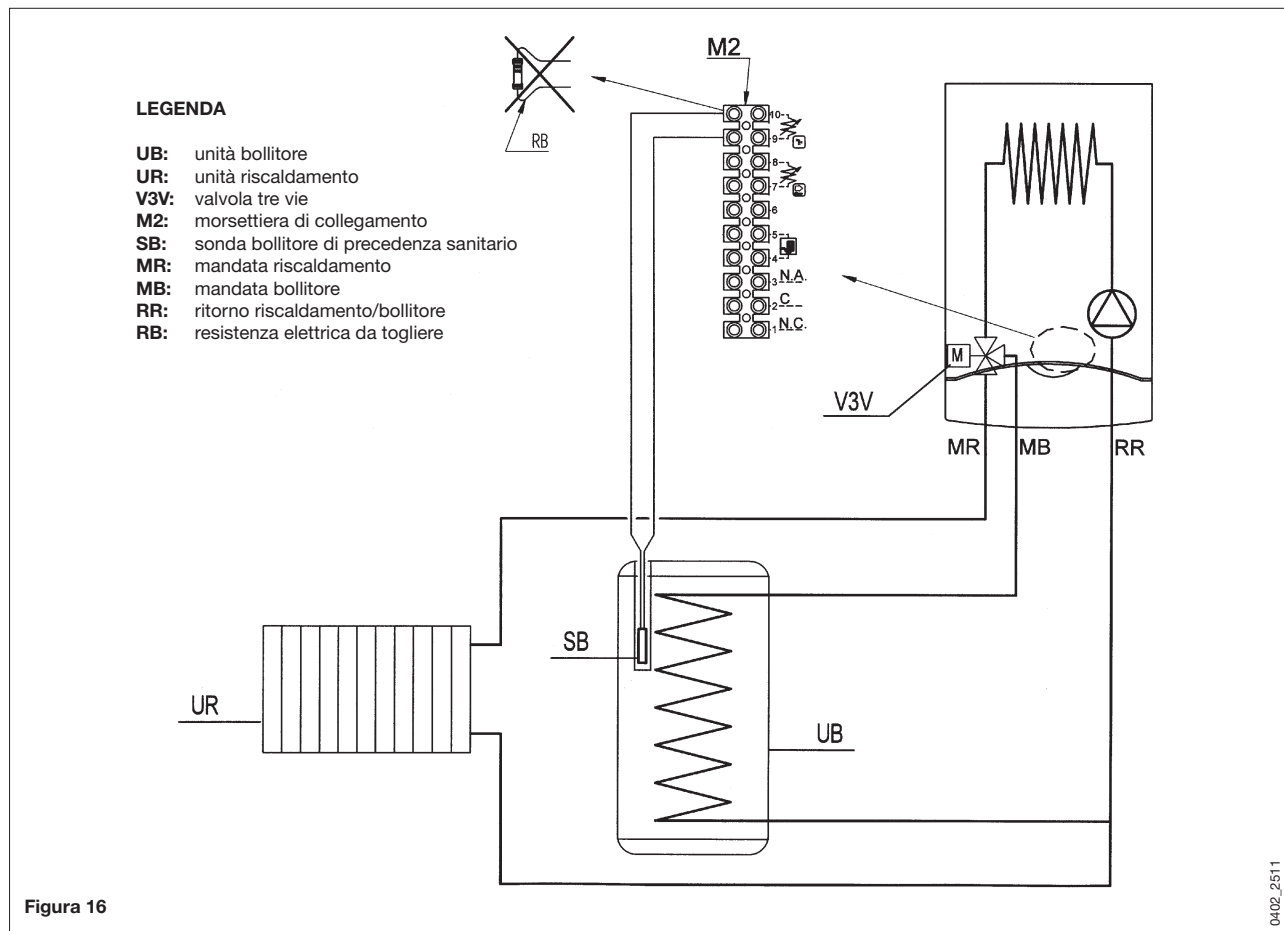 M2
RB
LEGENDA
UB: unità bollitore
UR: unità riscaldamento
V3V: valvola tre vie
M2: morsettiera di collegamento
SB: sonda bollitore di precedenza sanitario
MR: mandata riscaldamento
MB: mandata bollitore
RR: ritorno riscaldamento/bollitore
RB: resistenza elettrica da togliere
10
9
8
7
6
5
4
3 N.A.
2 C
1 N.C.
M
V3V
MR MB RR
SB
UR
UB
Figura 16
0402_2511